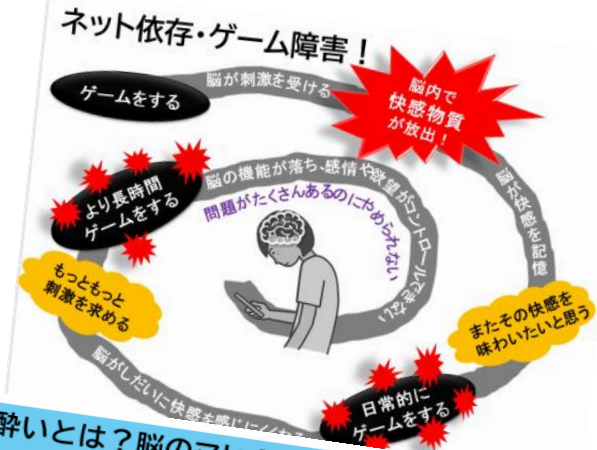 ネット依存・ゲーム障害！
ゲームをする
脳が刺激を受ける
脳内で
快感物質
が放出！
脳が快感を記憶
またその快感を
味わいたいと思う
日常的に
ゲームをする
脳がしだいに快感を感じにくくなる
もっともっと
刺激を求める
より長時間
ゲームをする
脳の機能が落ち、感情や欲望がコントロールできない
問題がたくさんあるのにやめられない
酔いとは？脳の